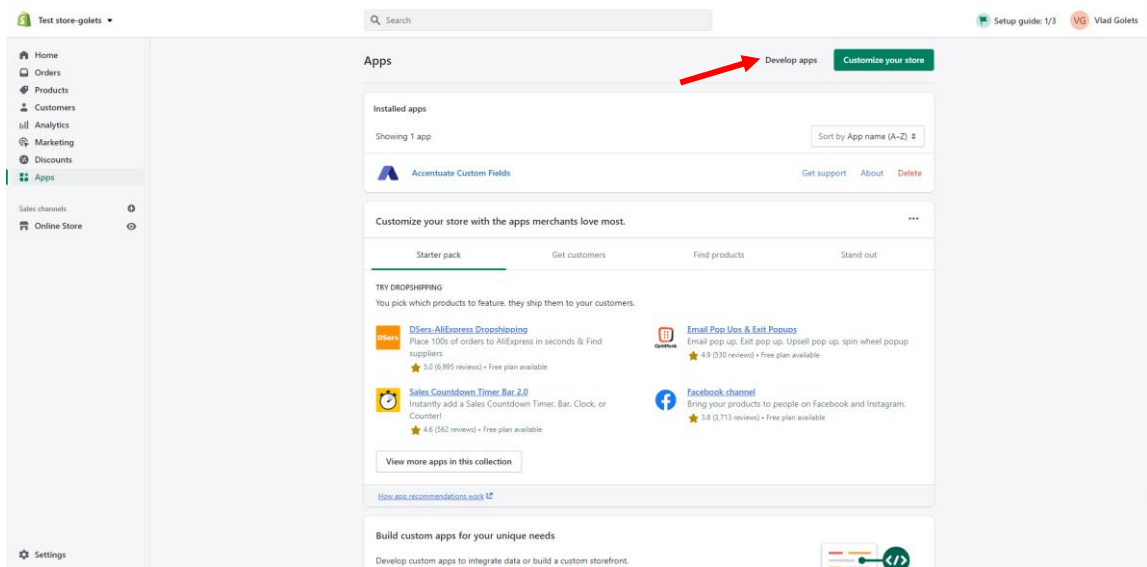 Test store-golets
Search
Setup guide: 1/3
VG
Vlad Golets
Home
Orders
Products
Customers
Analytics
Marketing
Discounts
Apps
Sales channels
Online Store
Settings
Apps
Develop apps
Customize your store
Installed apps
Showing 1 app
Sort by App name (A–Z)
Accentuate Custom Fields
Get support
About
Delete
Customize your store with the apps merchants love most.
Starter pack
Get customers
Find products
Stand out
TRY DROPSHIPPING
You pick which products to feature, they ship them to your customers.
DSers
DSers-AliExpress Dropshipping
Place 100s of orders to AliExpress in seconds & Find
suppliers
5.0 (6,995 reviews) • Free plan available
OptiMonk
Email Pop Ups & Exit Popups
Email pop up, Exit pop up, Upsell pop up, spin wheel popup
4.9 (530 reviews) • Free plan available
Sales Countdown Timer Bar 2.0
Instantly add a Sales Countdown Timer, Bar, Clock, or
Counter!
4.6 (562 reviews) • Free plan available
Facebook channel
Bring your products to people on Facebook and Instagram.
3.8 (3,713 reviews) • Free plan available
View more apps in this collection
How app recommendations work
Build custom apps for your unique needs
Develop custom apps to integrate data or build a custom storefront.